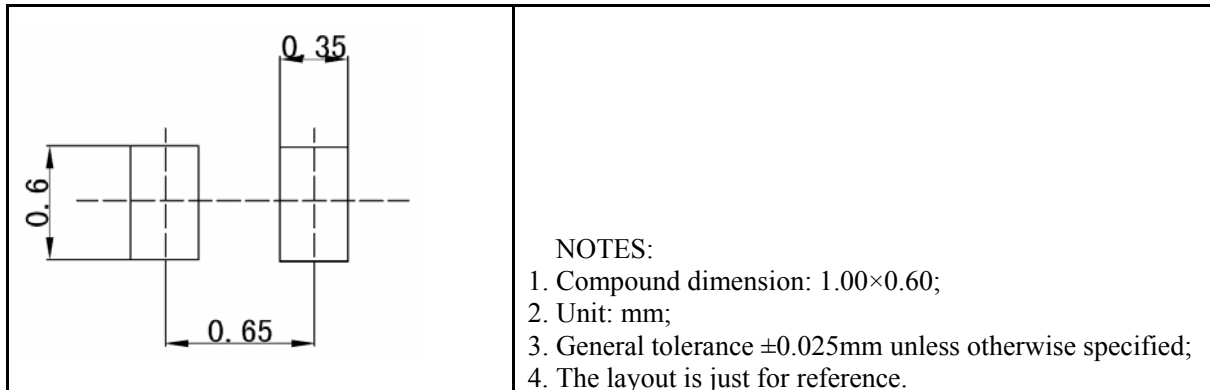 0.35
0.6
0.65
NOTES:
1. Compound dimension: 1.00×0.60;
2. Unit: mm;
3. General tolerance ±0.025mm unless otherwise specified;
4. The layout is just for reference.